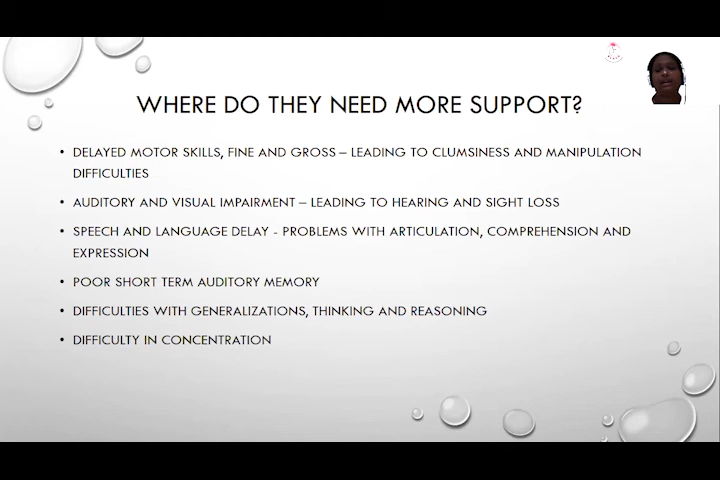 WHERE DO THEY NEED MORE SUPPORT?
• DELAYED MOTOR SKILLS, FINE AND GROSS – LEADING TO CLUMSINESS AND MANIPULATION
DIFFICULTIES
• AUDITORY AND VISUAL IMPAIRMENT – LEADING TO HEARING AND SIGHT LOSS
• SPEECH AND LANGUAGE DELAY - PROBLEMS WITH ARTICULATION, COMPREHENSION AND
EXPRESSION
• POOR SHORT TERM AUDITORY MEMORY
• DIFFICULTIES WITH GENERALIZATIONS, THINKING AND REASONING
• DIFFICULTY IN CONCENTRATION